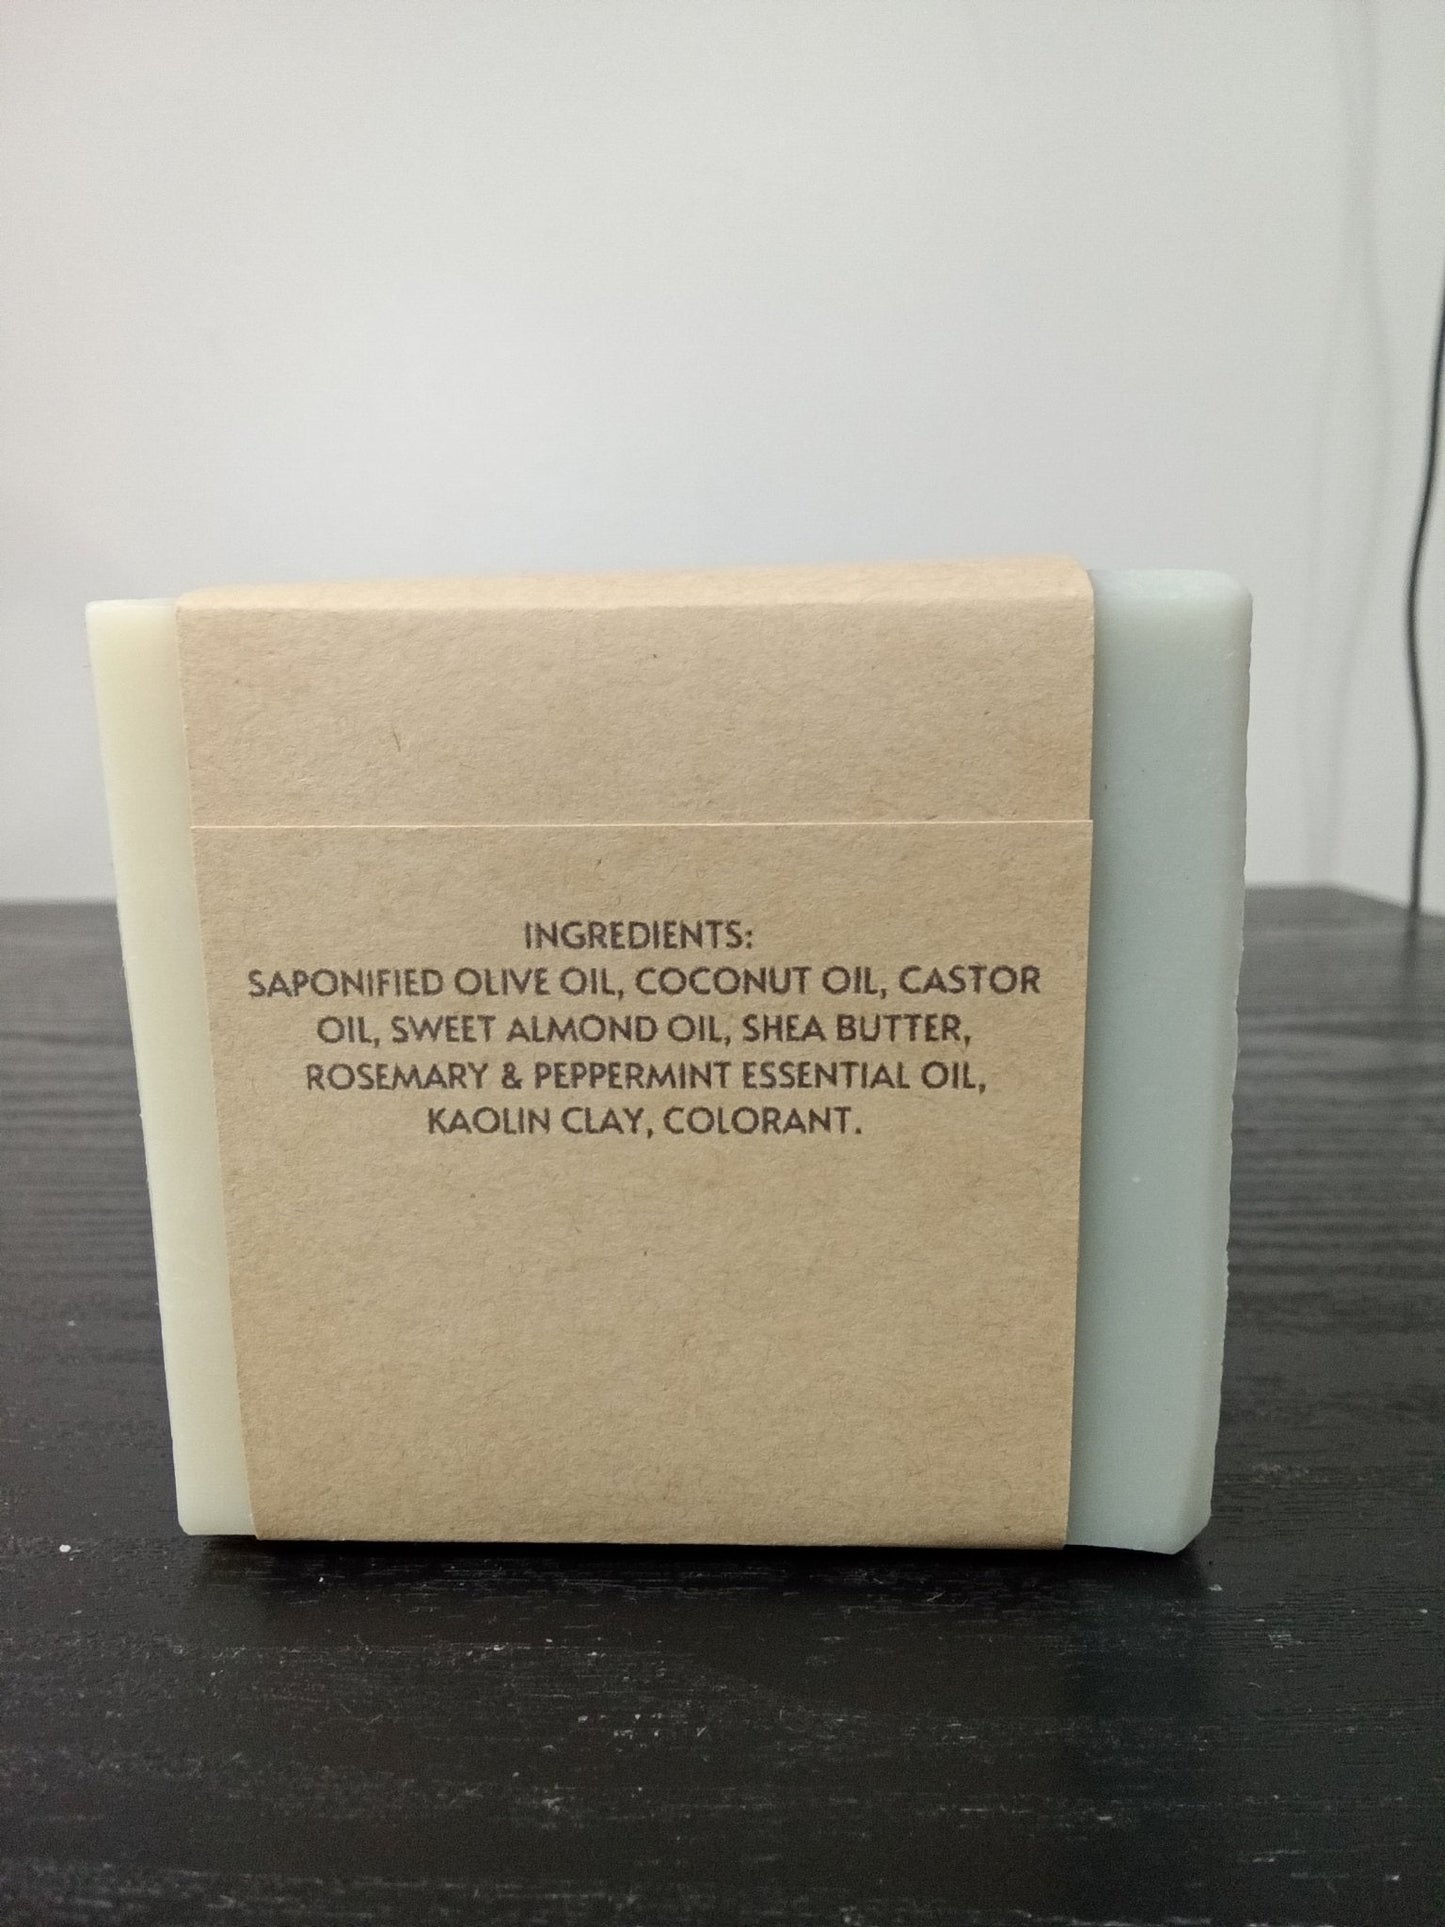 INGREDIENTS:
SAPONIFIED OLIVE OIL, COCONUT OIL, CASTOR
OIL, SWEET ALMOND OIL, SHEA BUTTER,
ROSEMARY & PEPPERMINT ESSENTIAL OIL,
KAOLIN CLAY, COLORANT.